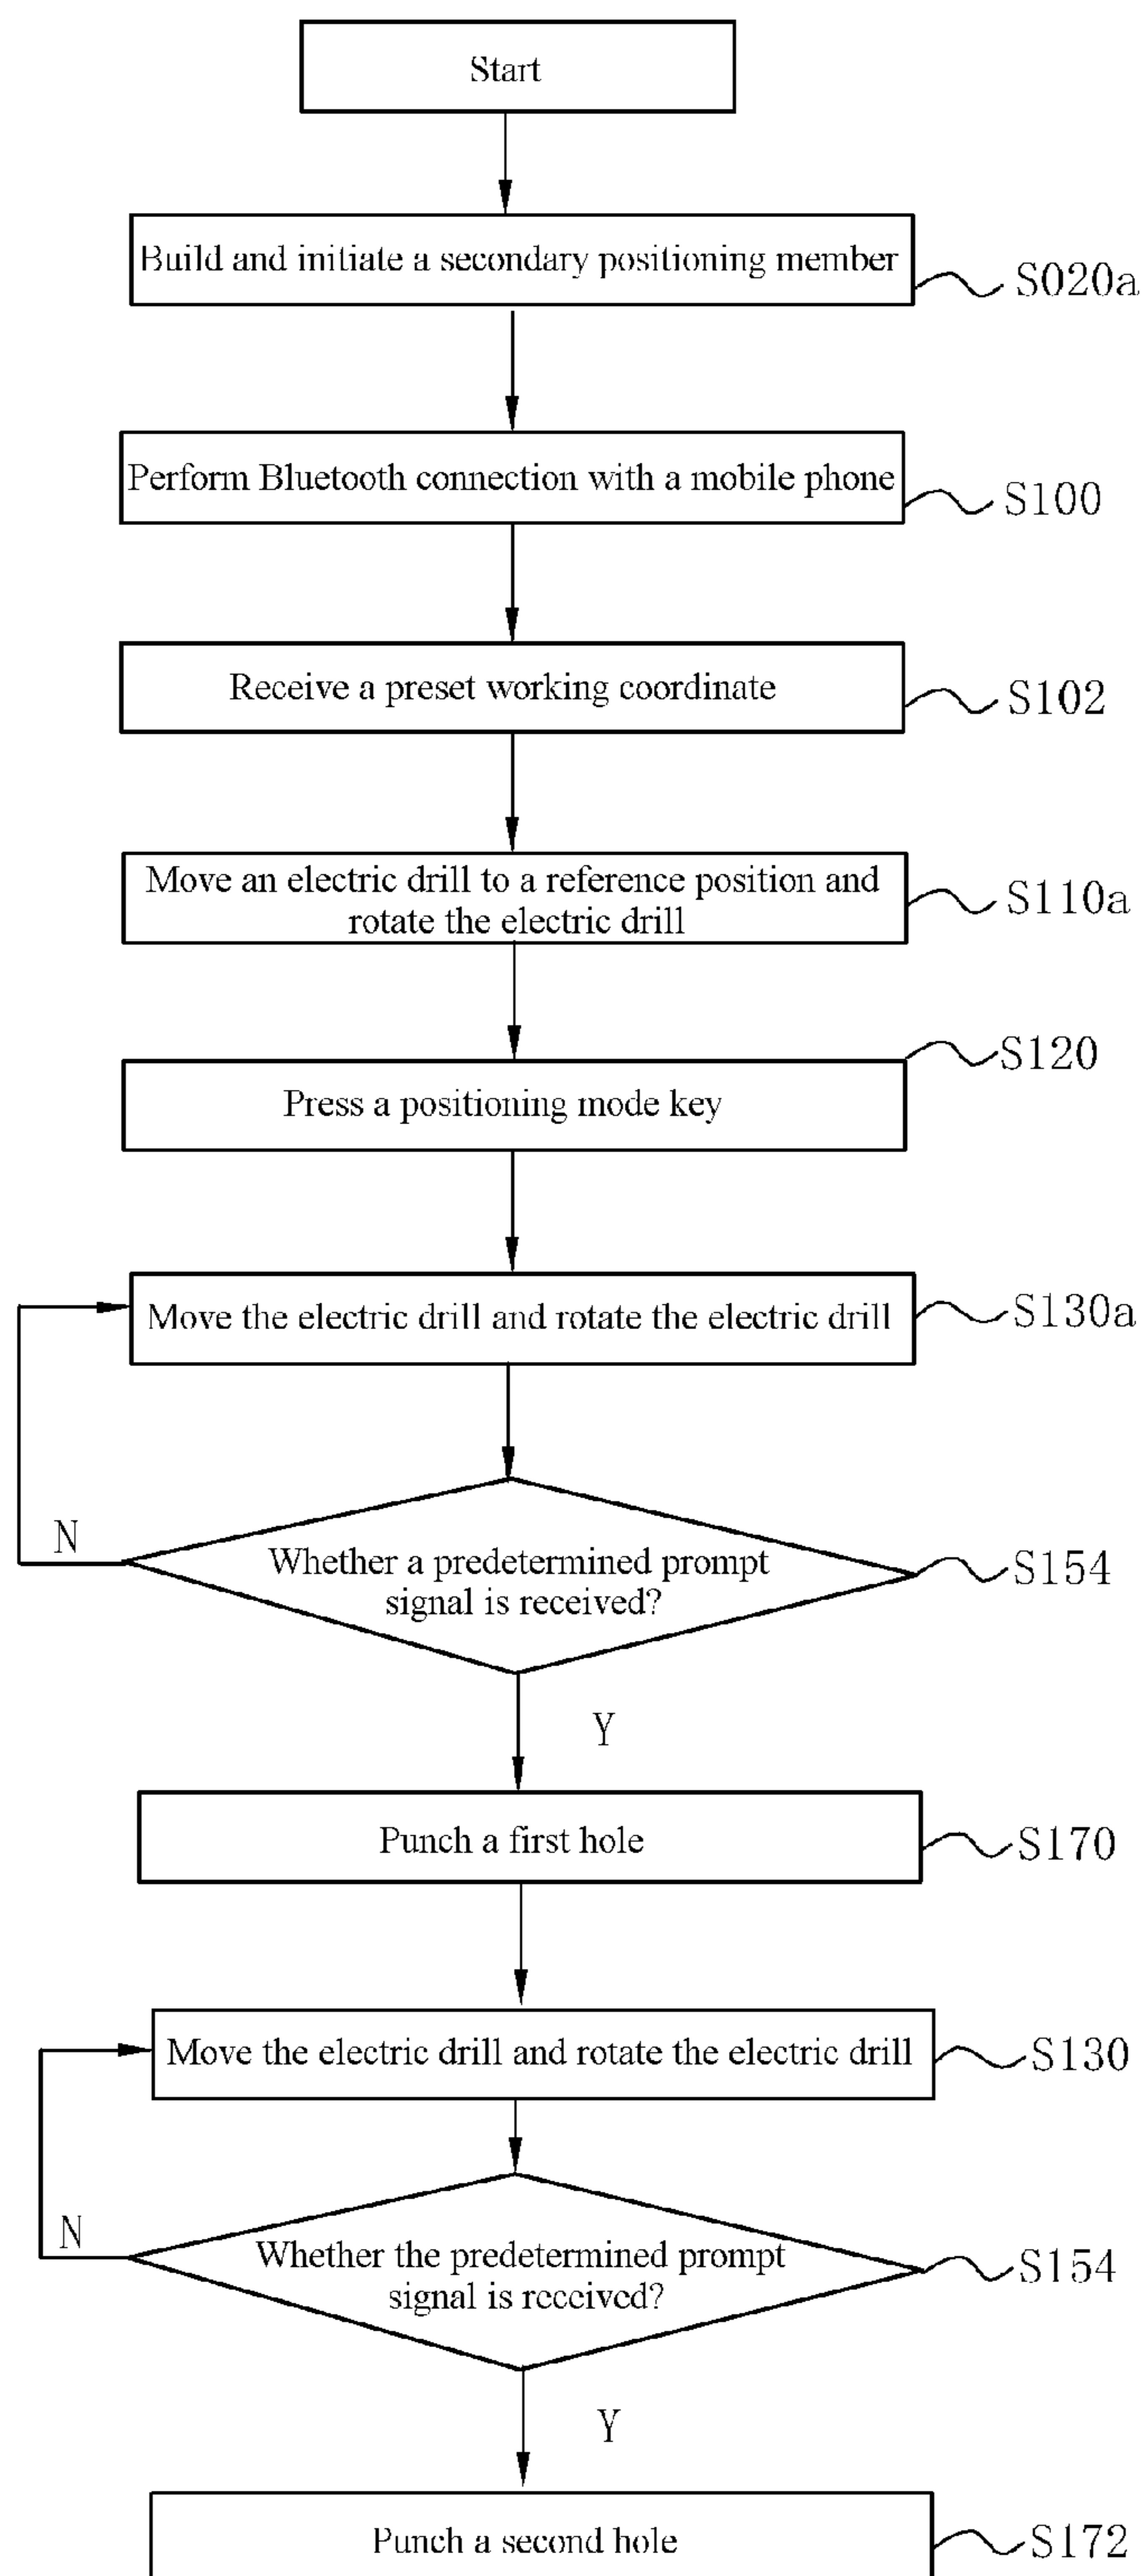 Start
Build and initiate a secondary positioning member
S020a
Perform Bluetooth connection with a mobile phone
S100
Receive a preset working coordinate
S102
Move an electric drill to a reference position and
rotate the electric drill
S110a
S120
Press a positioning mode key
Move the electric drill and rotate the electric drill
S130a
N
Whether a predetermined prompt
signal is received?
S154
Y
Punch a first hole
S170
Move the electric drill and rotate the electric drill
S130
N
Whether the predetermined prompt
signal is received?
S154
Y
Punch a second hole
S172